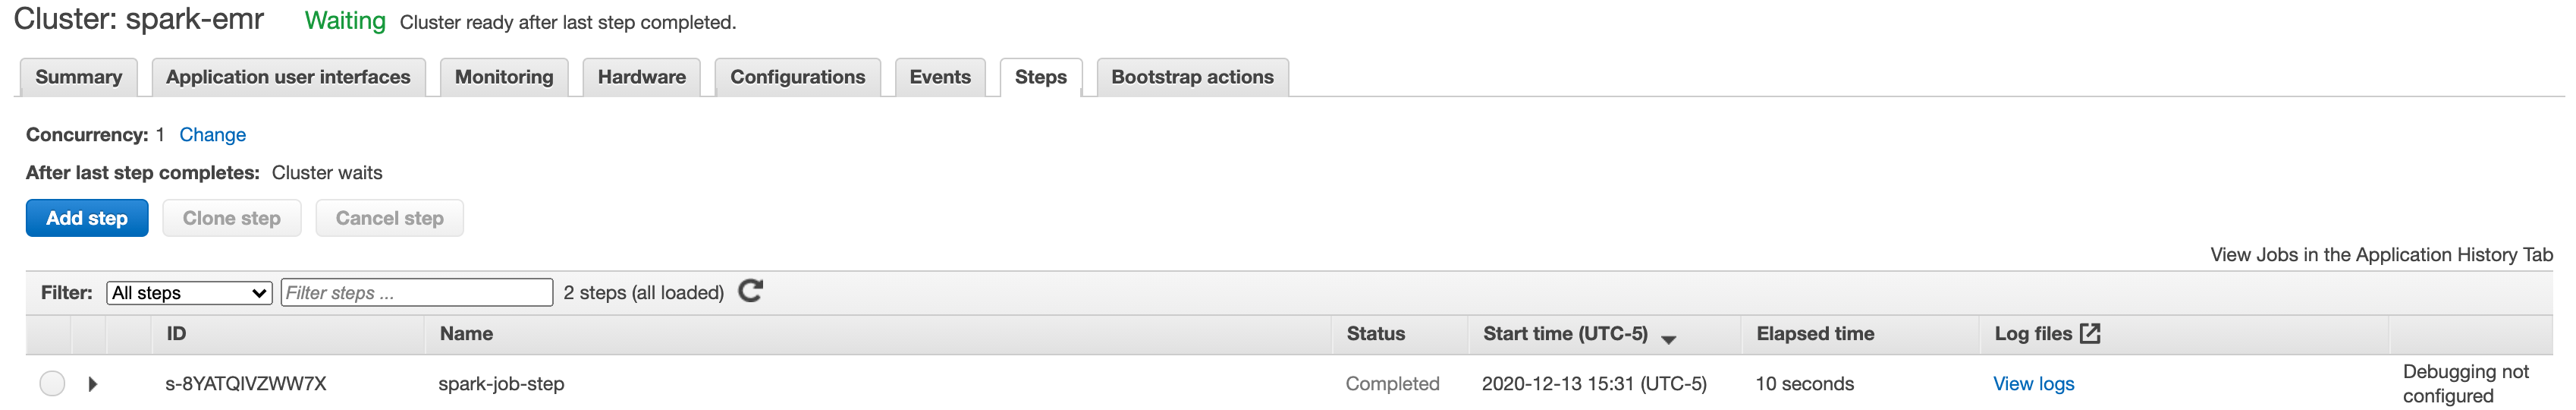 Cluster: spark-emr Waiting Cluster ready after last step completed.
Summary Application user interfaces Monitoring Hardware Configurations Events Steps Bootstrap actions
Concurrency: 1 Change
After last step completes: Cluster waits
Add step Clone step Cancel step
View Jobs in the Application History Tab
Filter: All steps Filter steps ... 2 steps (all loaded)
ID Name Status Start time (UTC-5) Elapsed time Log files
s-8YATQIVZWW7X spark-job-step Completed 2020-12-13 15:31 (UTC-5) 10 seconds View logs Debugging not
configured